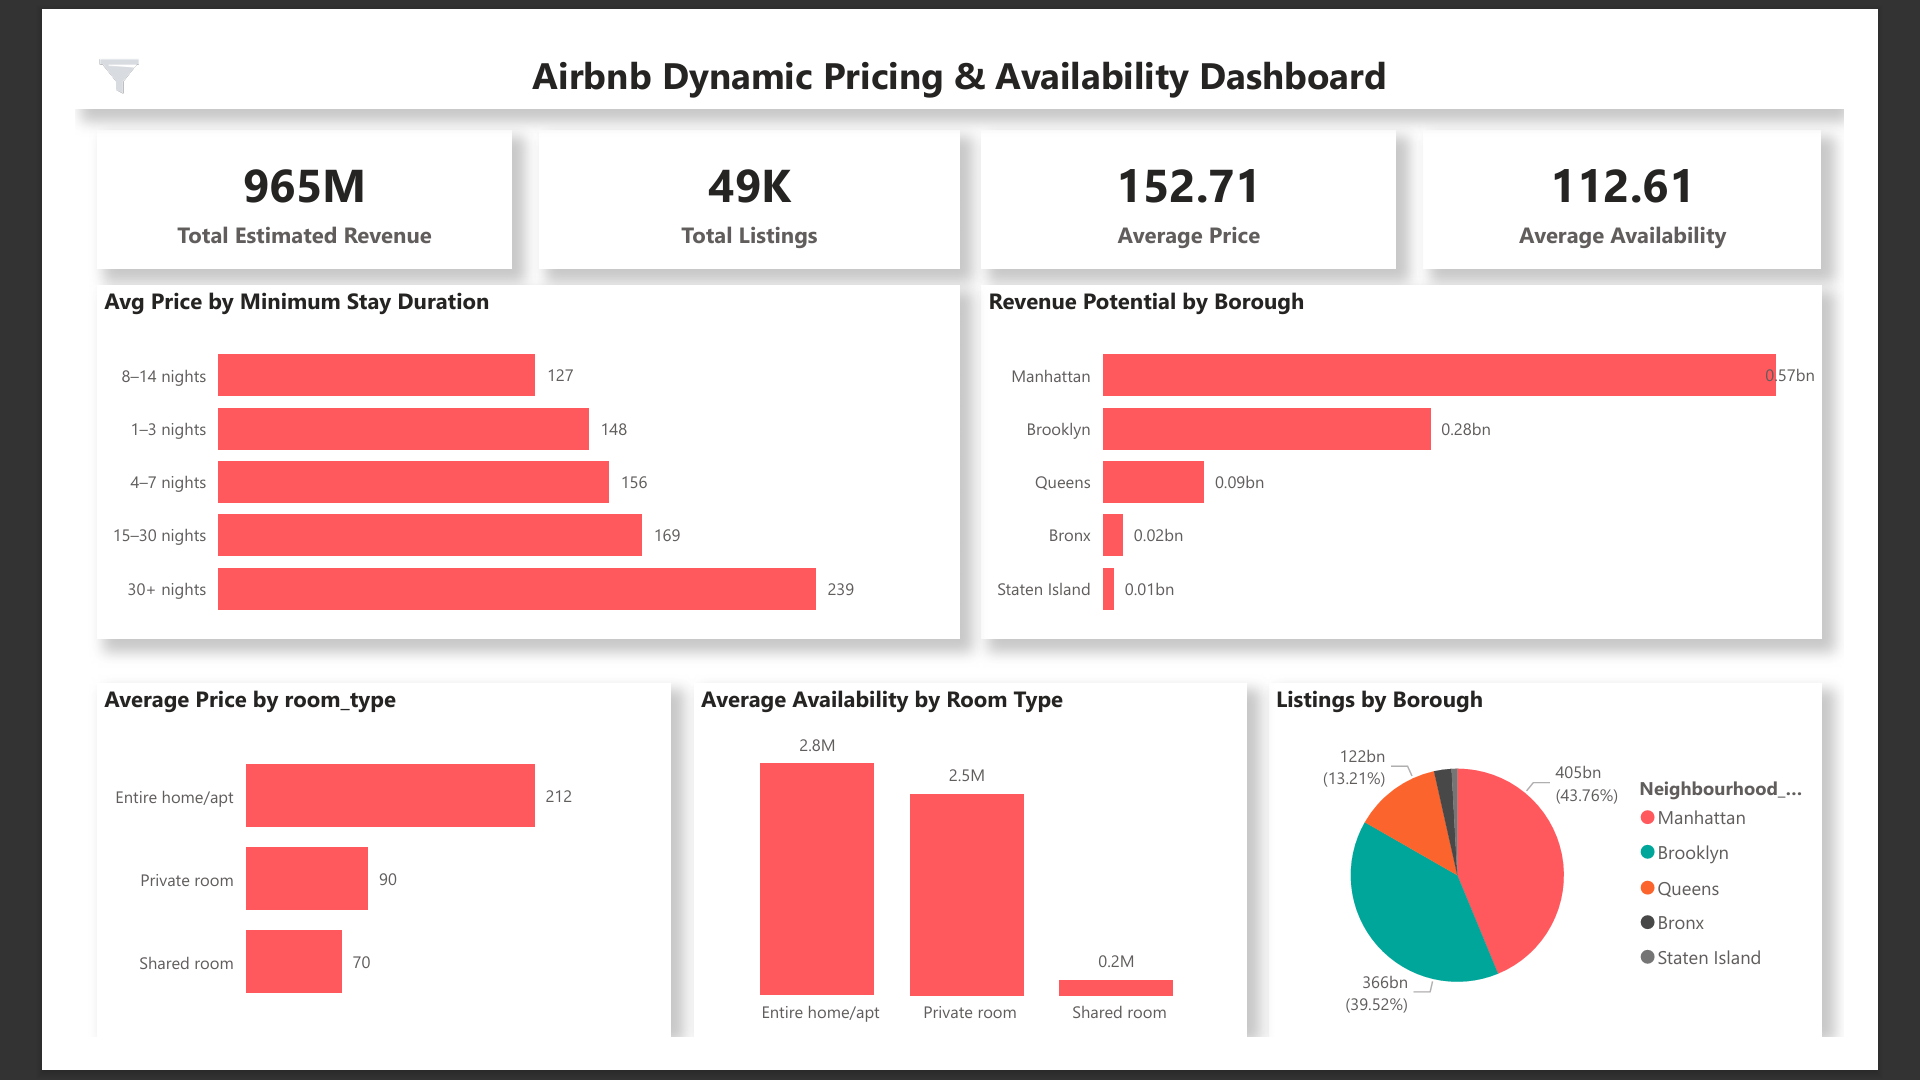 Airbnb Dynamic Pricing & Availability Dashboard
965M
Total Estimated Revenue
49K
Total Listings
152.71
Average Price
112.61
Average Availability
Avg Price by Minimum Stay Duration
8–14 nights 127
1–3 nights 148
4–7 nights 156
15–30 nights 169
30+ nights 239
Revenue Potential by Borough
Manhattan 0.57bn
Brooklyn 0.28bn
Queens 0.09bn
Bronx 0.02bn
Staten Island 0.01bn
Average Price by room_type
Entire home/apt 212
Private room 90
Shared room 70
Average Availability by Room Type
2.8M
2.5M
0.2M
Entire home/apt Private room Shared room
Listings by Borough
122bn
(13.21%)
405bn
(43.76%)
366bn
(39.52%)
Neighbourhood_...
Manhattan
Brooklyn
Queens
Bronx
Staten Island